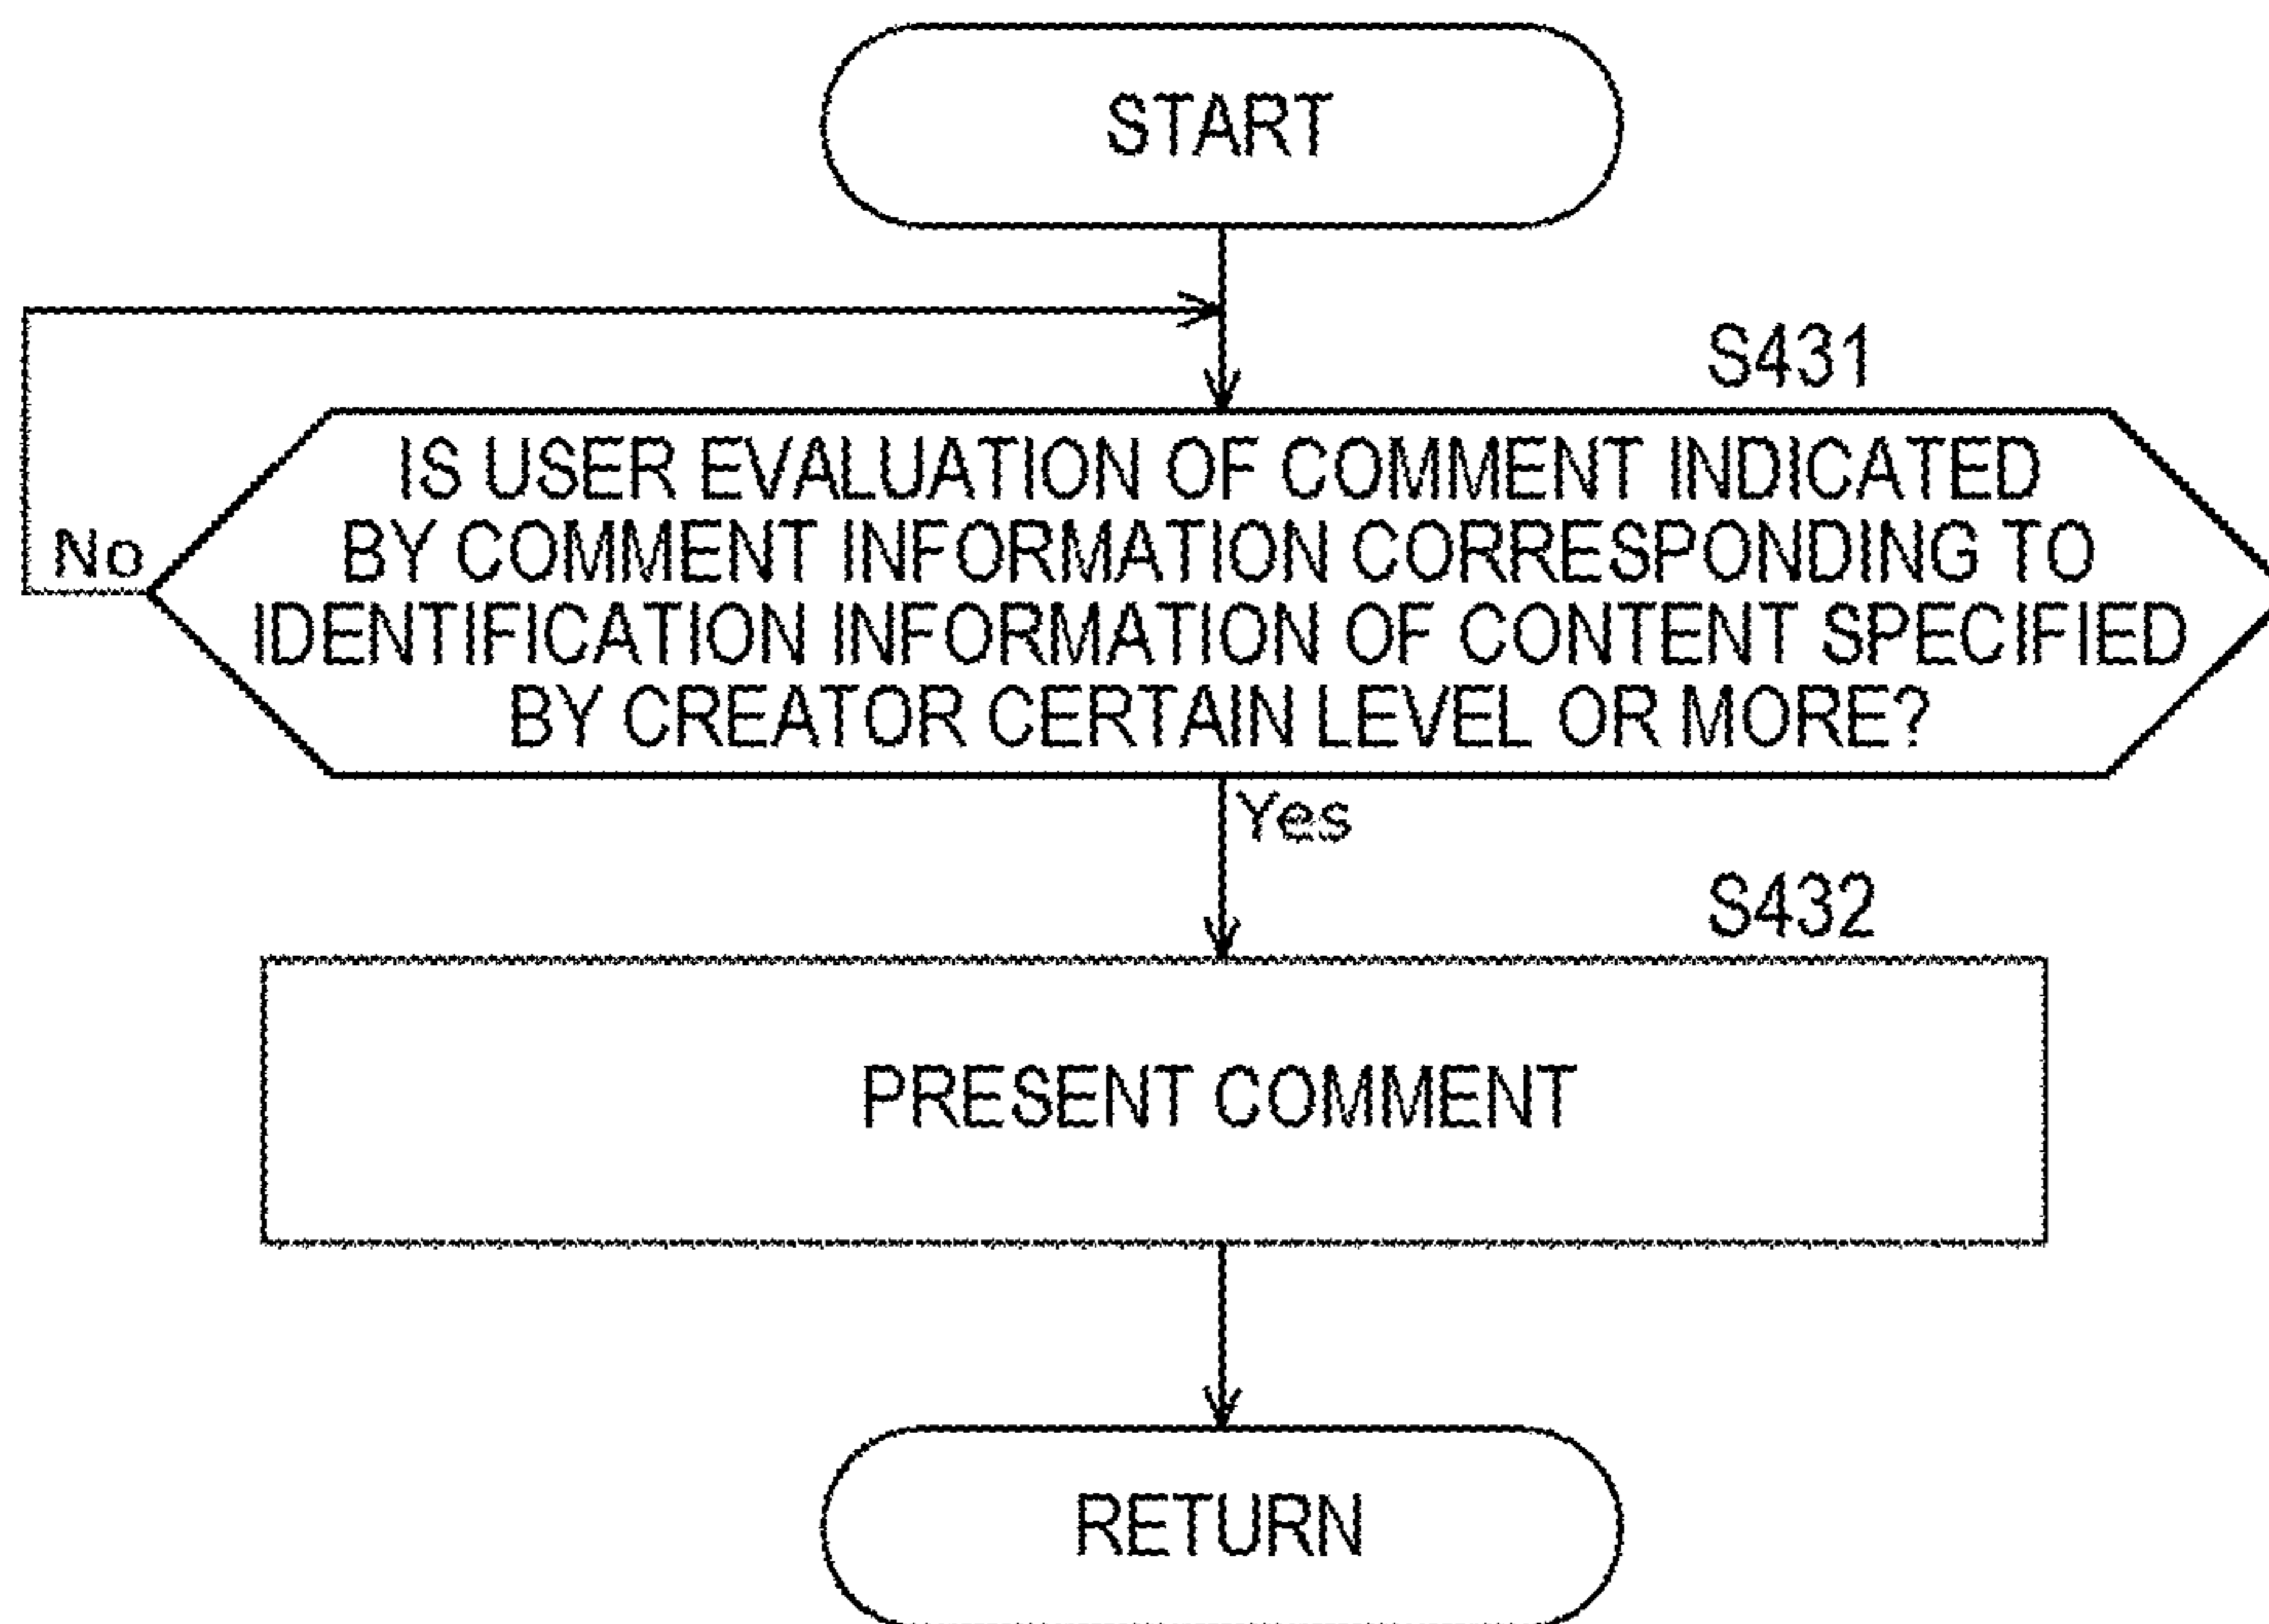 START
S431
IS USER EVALUATION OF COMMENT INDICATED
BY COMMENT INFORMATION CORRESPONDING TO
IDENTIFICATION INFORMATION OF CONTENT SPECIFIED
BY CREATOR CERTAIN LEVEL OR MORE?
No
Yes
S432
PRESENT COMMENT
RETURN